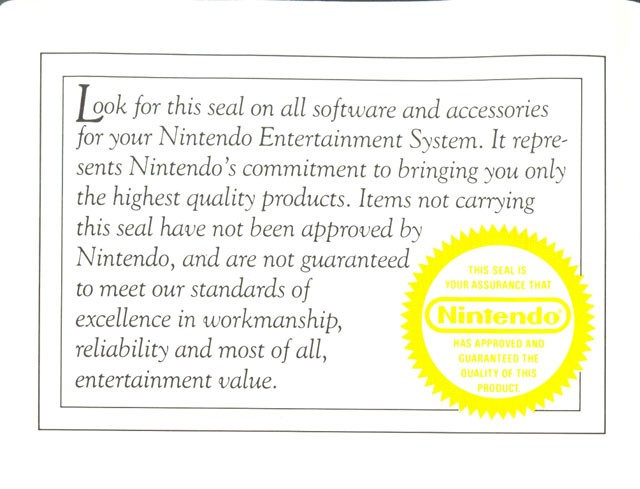 Look for this seal on all software and accessories
for your Nintendo Entertainment System. It repre-
sents Nintendo's commitment to bringing you only
the highest quality products. Items not carrying
this seal have not been approved by
Nintendo, and are not guaranteed
to meet our standards of
excellence in workmanship,
reliability and most of all,
entertainment value.
THIS SEAL IS
YOUR ASSURANCE THAT
Nintendo®
HAS APPROVED AND
GUARANTEED THE
QUALITY OF THIS
PRODUCT.